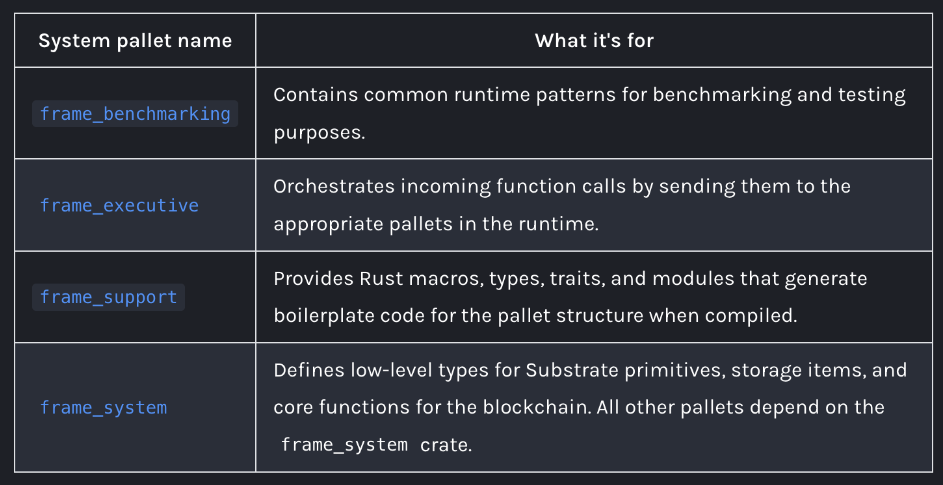 System pallet name
What it's for
frame_benchmarking
Contains common runtime patterns for benchmarking and testing
purposes.
frame_executive
Orchestrates incoming function calls by sending them to the
appropriate pallets in the runtime.
frame_support
Provides Rust macros, types, traits, and modules that generate
boilerplate code for the pallet structure when compiled.
frame_system
Defines low-level types for Substrate primitives, storage items, and
core functions for the blockchain. All other pallets depend on the
frame_system crate.